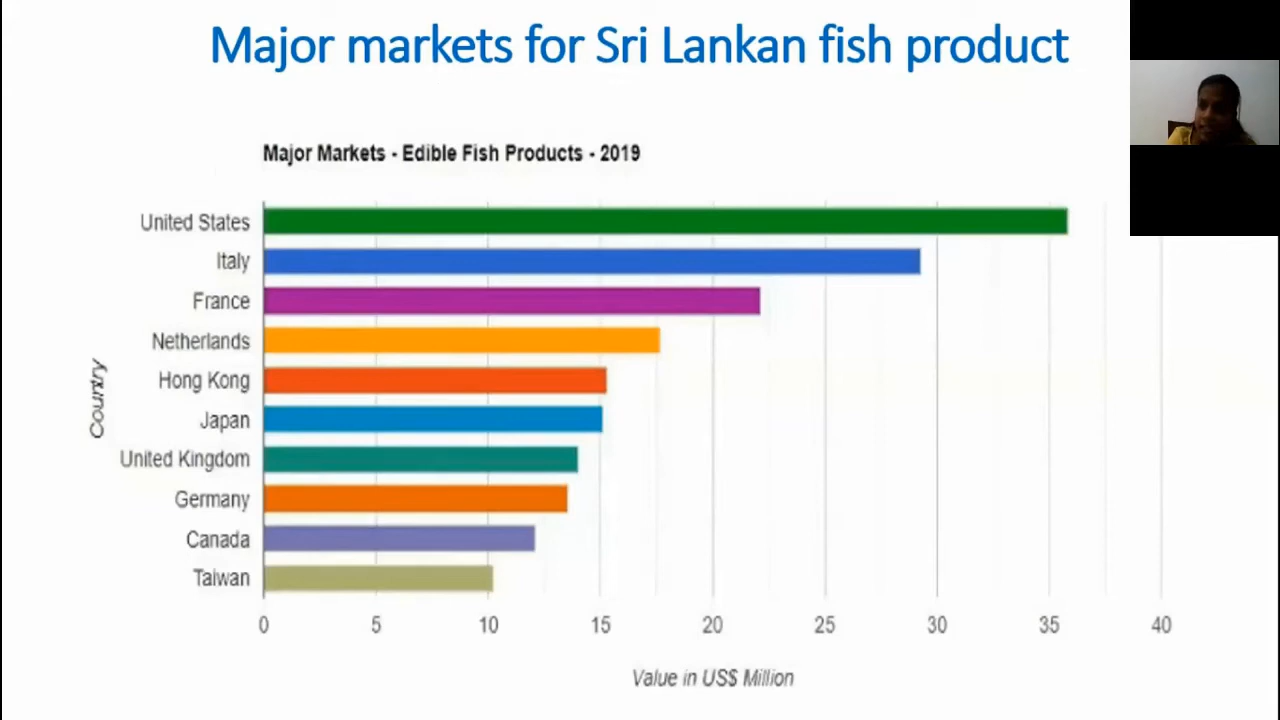 Major markets for Sri Lankan fish product
Major Markets - Edible Fish Products - 2019
United States
Italy
France
Netherlands
Hong Kong
Japan
United Kingdom
Germany
Canada
Taiwan
Country
0 5 10 15 20 25 30 35 40
Value in US$ Million